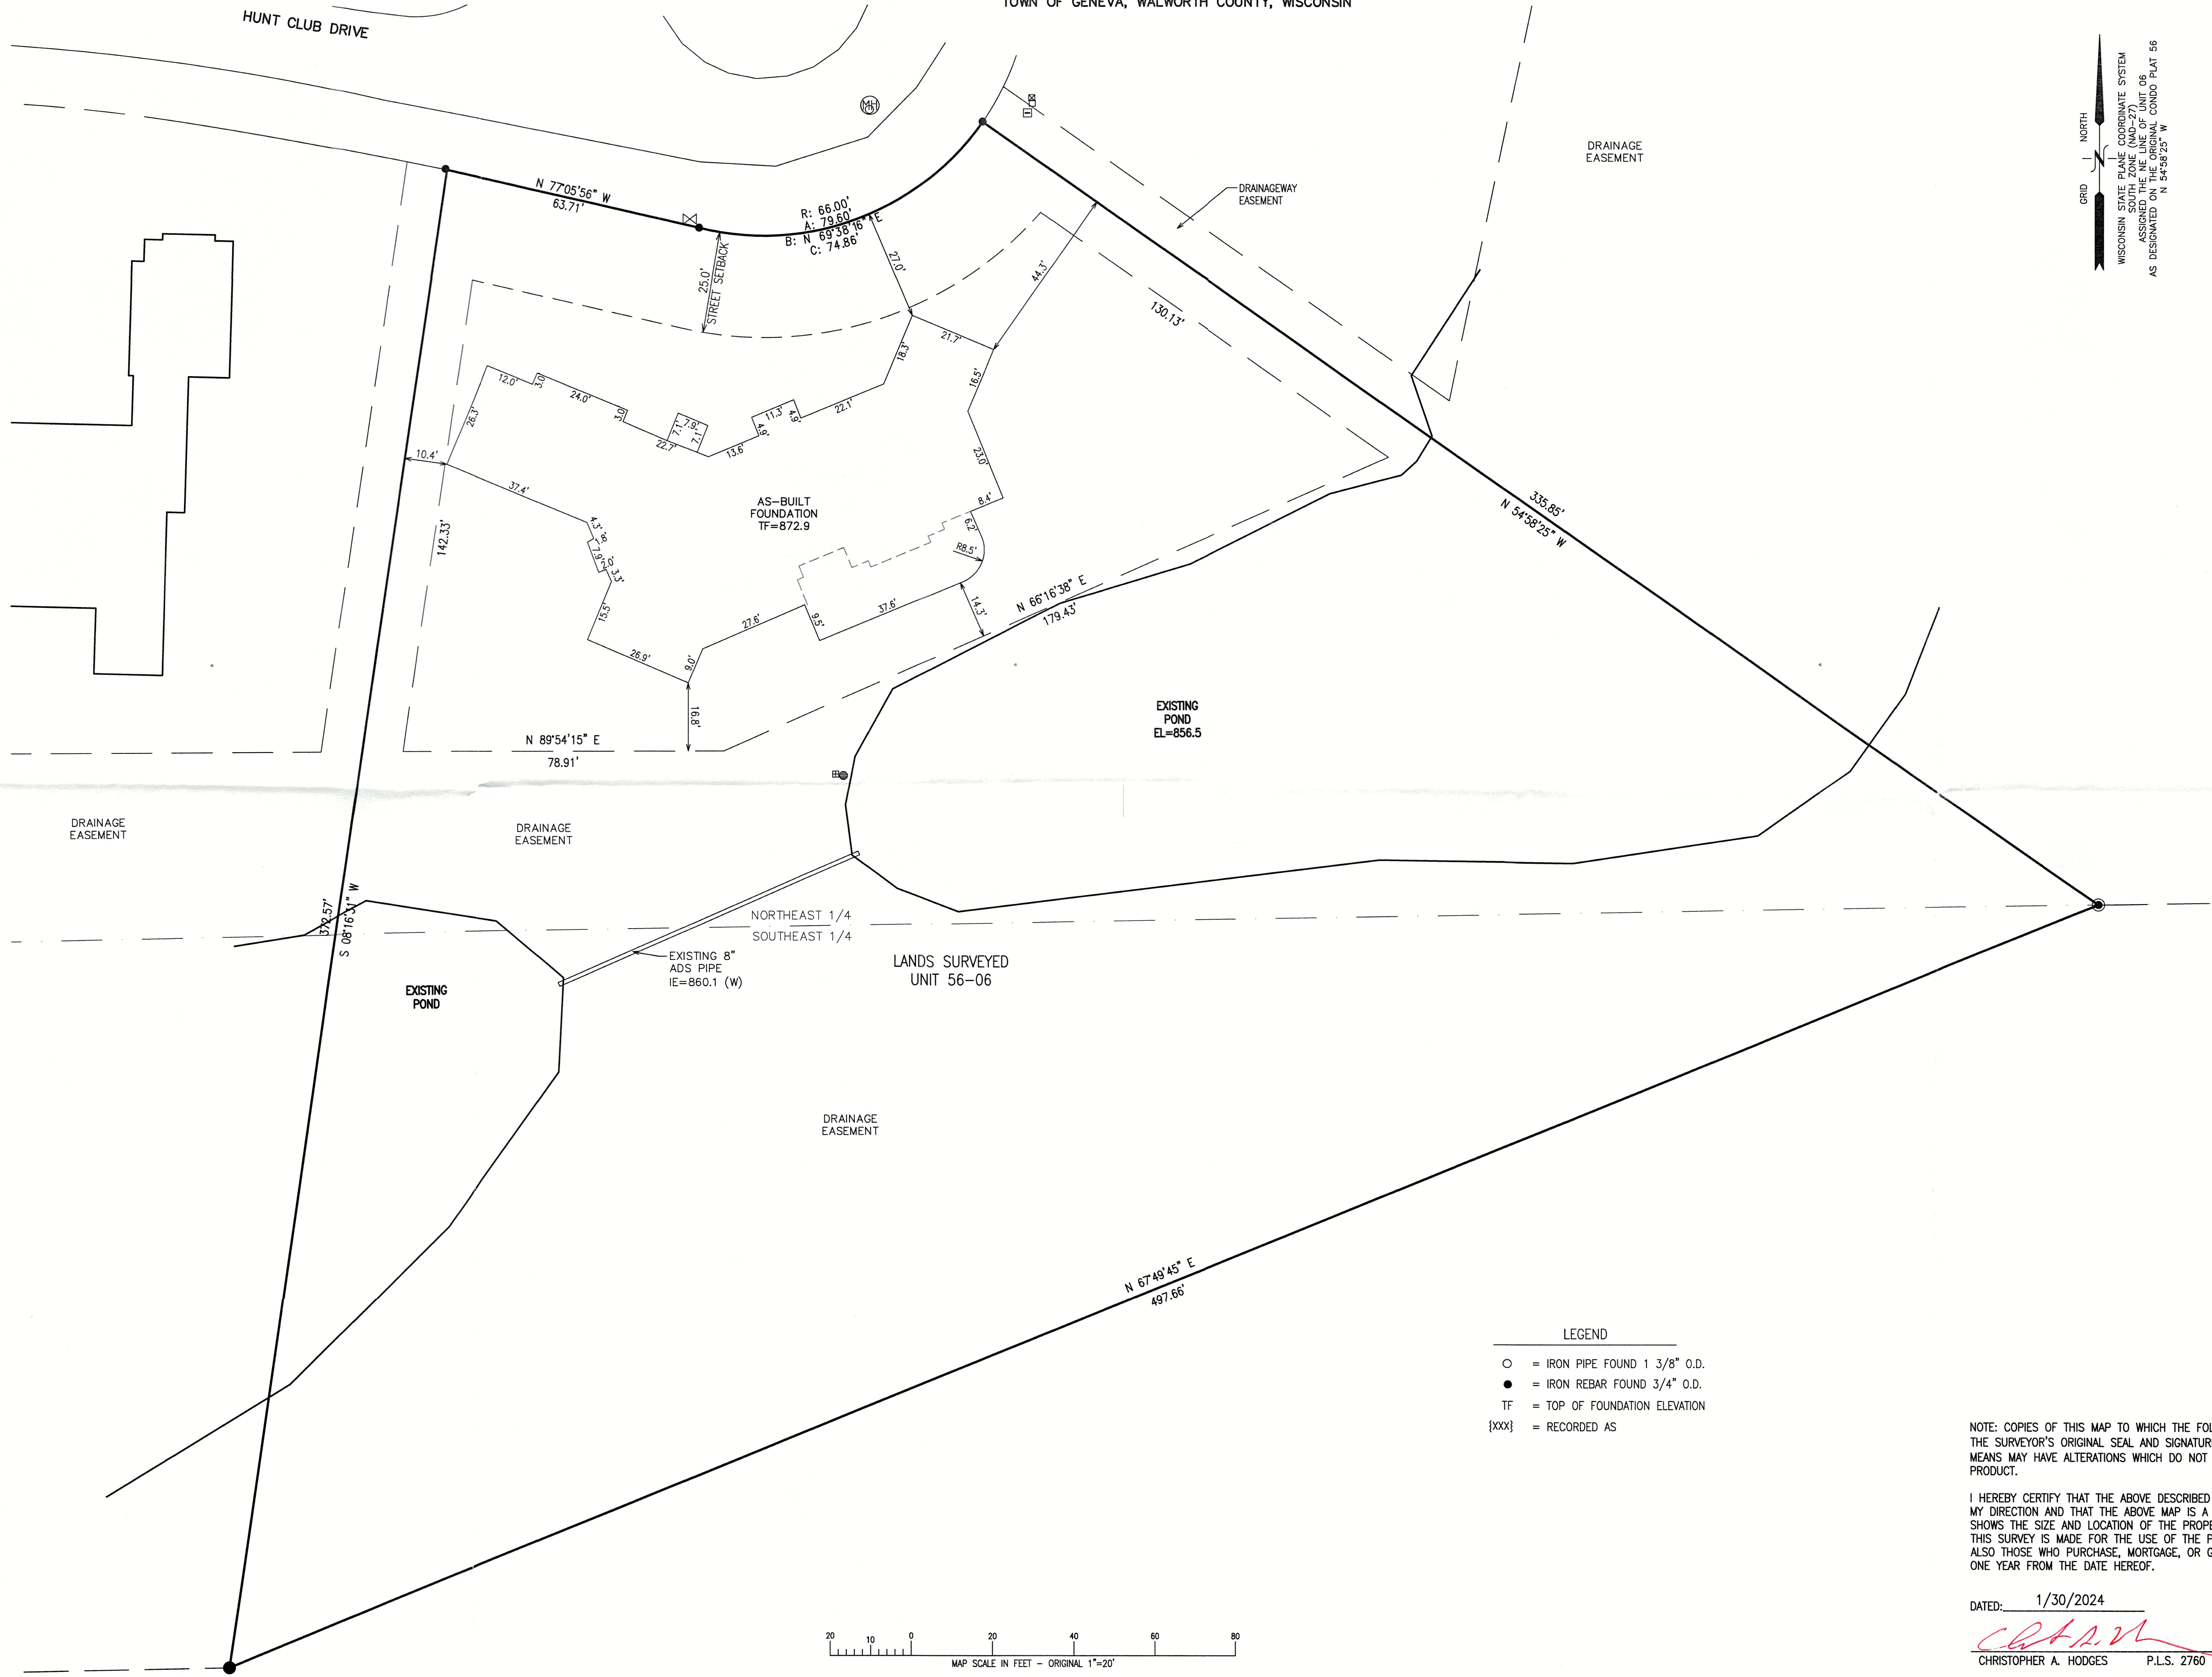 TOWN OF GENEVA, WALWORTH COUNTY, WISCONSIN
HUNT CLUB DRIVE
GRID NORTH
N
WISCONSIN STATE PLANE COORDINATE SYSTEM
SOUTH ZONE (NAD-27)
ASSIGNED THE NE LINE OF UNIT 06
AS DESIGNATED ON THE ORIGINAL CONDO PLAT 56
N 54°58'25" W
MH
DRAINAGE
EASEMENT
DRAINAGEWAY
EASEMENT
N 77°05'56" W
63.71'
R: 66.00'
A: 79.60'
B: N 69°38'16" E
C: 74.86'
25.0'
STREET SETBACK
27.0'
44.3'
130.13'
21.7'
18.3'
16.5'
12.0'
3.0'
24.0'
3.0'
26.3'
7.1'
7.9'
7.1'
22.7'
13.6'
4.9'
11.3'
4.9'
22.1'
23.0'
10.4'
37.4'
8.4'
6.2'
R8.5'
AS-BUILT
FOUNDATION
TF=872.9
335.85'
N 54°58'25" W
142.33'
4.3'
7.9'
2.0'
3.3'
15.5'
26.9'
9.0'
27.6'
9.5'
37.6'
14.3'
N 66°16'38" E
179.43'
16.8'
N 89°54'15" E
78.91'
EXISTING
POND
EL=856.5
DRAINAGE
EASEMENT
DRAINAGE
EASEMENT
372.57'
S 08°16'31" W
NORTHEAST 1/4
SOUTHEAST 1/4
EXISTING 8"
ADS PIPE
IE=860.1 (W)
LANDS SURVEYED
UNIT 56-06
EXISTING
POND
DRAINAGE
EASEMENT
N 67°49'45" E
497.66'
LEGEND
= IRON PIPE FOUND 1 3/8" O.D.
= IRON REBAR FOUND 3/4" O.D.
TF = TOP OF FOUNDATION ELEVATION
{XXX} = RECORDED AS
NOTE: COPIES OF THIS MAP TO WHICH THE
THE SURVEYOR'S ORIGINAL SEAL AND
MEANS MAY HAVE ALTERATIONS WHICH DO NOT
PRODUCT.
I HEREBY CERTIFY THAT THE ABOVE DESCRIBED
MY DIRECTION AND THAT THE ABOVE MAP IS A
SHOWS THE SIZE AND LOCATION OF THE
THIS SURVEY IS MADE FOR THE USE OF THE
ALSO THOSE WHO PURCHASE, MORTGAGE, OR
ONE YEAR FROM THE DATE HEREOF.
DATED: 1/30/2024
CHRISTOPHER A. HODGES P.L.S. 2760
20 10 0 20 40 60 80
MAP SCALE IN FEET - ORIGINAL 1"=20'